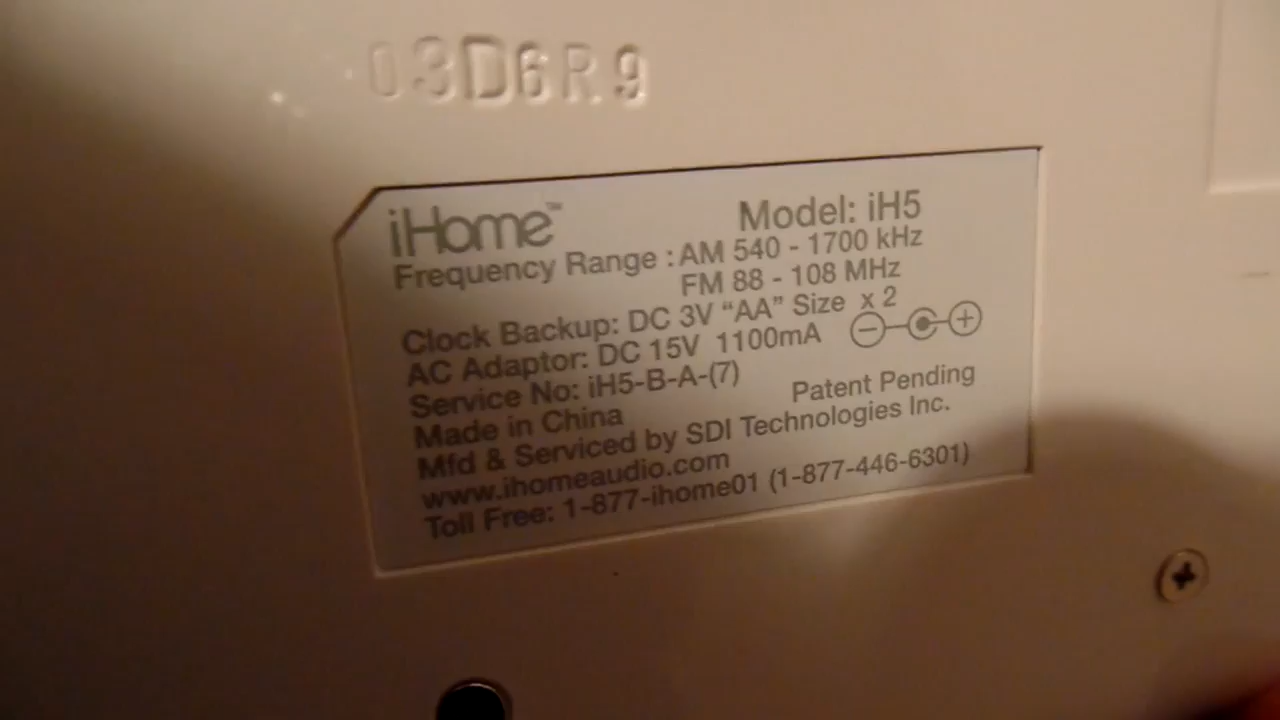 03D6R9
iHome™ Model: iH5
Frequency Range : AM 540 - 1700 kHz
FM 88 - 108 MHz
Clock Backup: DC 3V “AA” Size x 2
AC Adaptor: DC 15V 1100mA
Service No: iH5-B-A-(7)
Made in China Patent Pending
Mfd & Serviced by SDI Technologies Inc.
www.ihomeaudio.com
Toll Free: 1-877-ihome01 (1-877-446-6301)